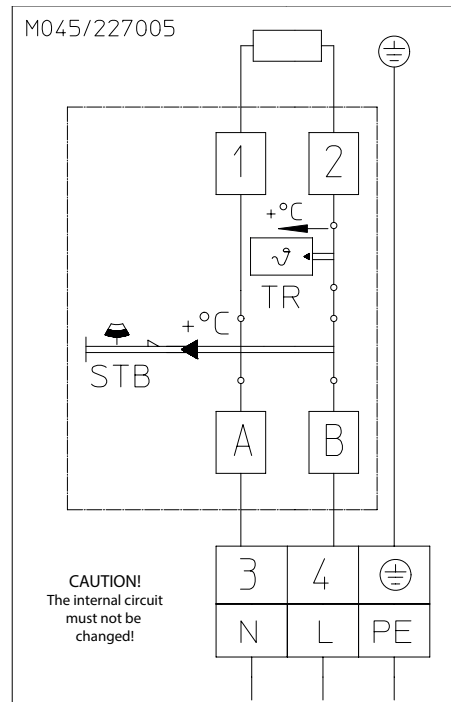 M045/227005
1 2
+°C
ϑ
TR
+°C
STB
A B
3 4
CAUTION!
The internal circuit
must not be
changed!
N L PE